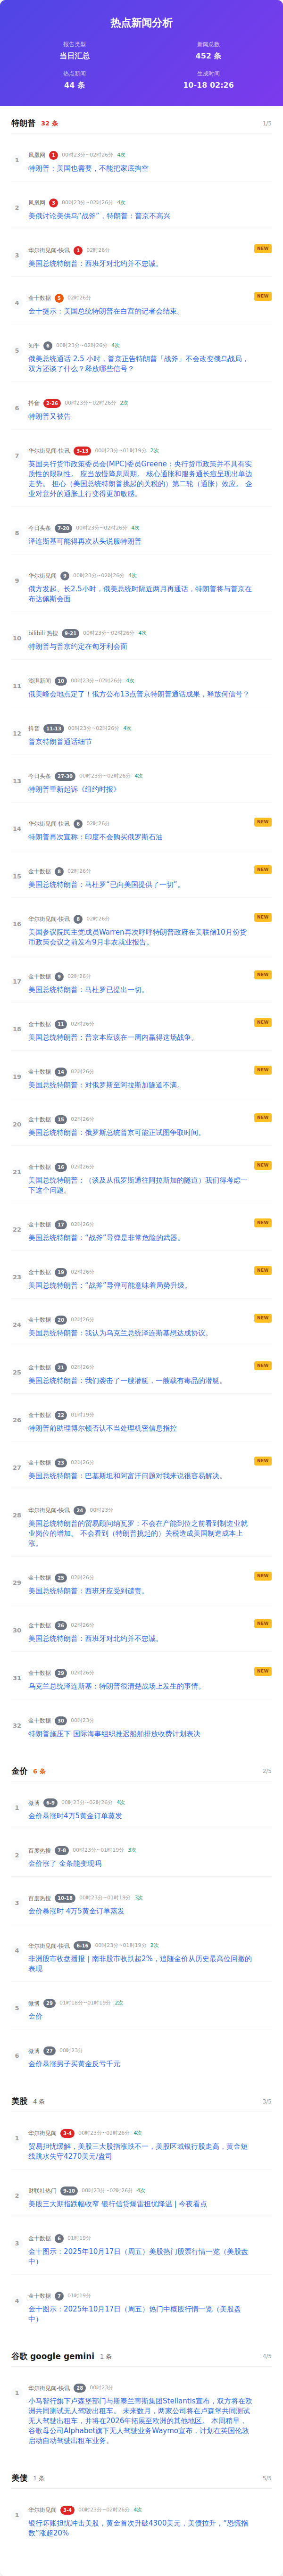 热点新闻分析
报告类型
当日汇总
新闻总数
452 条
热点新闻
44 条
生成时间
10-18 02:26
特朗普 32 条 1/5
1 凤凰网 1 00时23分~02时26分 4次
特朗普：美国也需要，不能把家底掏空
2 凤凰网 3 00时23分~02时26分 4次
美俄讨论美供乌“战斧”，特朗普：普京不高兴
3 华尔街见闻-快讯 1 02时26分 NEW
美国总统特朗普：西班牙对北约并不忠诚。
4 金十数据 5 02时26分 NEW
金十提示：美国总统特朗普在白宫的记者会结束。
5 知乎 6 00时23分~02时26分 4次
俄美总统通话 2.5 小时，普京正告特朗普「战斧」不会改变俄乌战局，
双方还谈了什么？释放哪些信号？
6 抖音 2-26 00时23分~02时26分 2次
特朗普又被告
7 华尔街见闻-快讯 3-13 00时23分~01时19分 2次
英国央行货币政策委员会(MPC)委员Greene：央行货币政策并不具有实
质性的限制性。 应当放慢降息周期。 核心通胀和服务通长痘呈现出单边
走势。 担心（美国总统特朗普挑起的关税的）第二轮（通胀）效应。 企
业对意外的通胀上行变得更加敏感。
8 今日头条 7-20 00时23分~02时26分 4次
泽连斯基可能得再次从头说服特朗普
9 华尔街见闻 9 00时23分~02时26分 4次
俄方发起、长2.5小时，俄美总统时隔近两月再通话，特朗普将与普京在
布达佩斯会面
10 bilibili 热搜 9-21 00时23分~02时26分 4次
特朗普与普京约定在匈牙利会面
11 澎湃新闻 10 00时23分~02时26分 4次
俄美峰会地点定了！俄方公布13点普京特朗普通话成果，释放何信号？
12 抖音 11-13 00时23分~02时26分 4次
普京特朗普通话细节
13 今日头条 27-30 00时23分~02时26分 4次
特朗普重新起诉《纽约时报》
14 华尔街见闻-快讯 6 02时26分 NEW
特朗普再次宣称：印度不会购买俄罗斯石油
15 金十数据 8 02时26分 NEW
美国总统特朗普：马杜罗“已向美国提供了一切”。
16 华尔街见闻-快讯 8 02时26分 NEW
美国参议院民主党成员Warren再次呼呼特朗普政府在美联储10月份货
币政策会议之前发布9月非农就业报告。
17 金十数据 9 02时26分 NEW
美国总统特朗普：马杜罗已提出一切。
18 金十数据 11 02时26分 NEW
美国总统特朗普：普京本应该在一周内赢得这场战争。
19 金十数据 14 02时26分 NEW
美国总统特朗普：对俄罗斯至阿拉斯加隧道不满。
20 金十数据 15 02时26分 NEW
美国总统特朗普：俄罗斯总统普京可能正试图争取时间。
21 金十数据 16 02时26分 NEW
美国总统特朗普：（谈及从俄罗斯通往阿拉斯加的隧道）我们得考虑一
下这个问题。
22 金十数据 17 02时26分 NEW
美国总统特朗普：“战斧”导弹是非常危险的武器。
23 金十数据 19 02时26分 NEW
美国总统特朗普：“战斧”导弹可能意味着局势升级。
24 金十数据 20 02时26分 NEW
美国总统特朗普：我认为乌克兰总统泽连斯基想达成协议。
25 金十数据 21 02时26分 NEW
美国总统特朗普：我们袭击了一艘潜艇，一艘载有毒品的潜艇。
26 金十数据 22 01时19分
特朗普前助理博尔顿否认不当处理机密信息指控
27 金十数据 23 02时26分 NEW
美国总统特朗普：巴基斯坦和阿富汗问题对我来说很容易解决。
28 华尔街见闻-快讯 24 00时23分
美国总统特朗普的贸易顾问纳瓦罗：不会在产能到位之前看到制造业就
业岗位的增加。 不会看到（特朗普挑起的）关税造成美国制造成本上
涨。
29 金十数据 25 02时26分 NEW
美国总统特朗普：西班牙应受到谴责。
30 金十数据 26 02时26分 NEW
美国总统特朗普：西班牙对北约并不忠诚。
31 金十数据 29 02时26分 NEW
乌克兰总统泽连斯基：特朗普很清楚战场上发生的事情。
32 金十数据 30 00时23分
特朗普施压下 国际海事组织推迟船舶排放收费计划表决
金价 6 条 2/5
1 微博 6-9 00时23分~02时26分 4次
金价暴涨时4万5黄金订单蒸发
2 百度热搜 7-8 00时23分~01时19分 3次
金价涨了 金条能变现吗
3 百度热搜 10-18 00时23分~01时19分 3次
金价暴涨时 4万5黄金订单蒸发
4 华尔街见闻-快讯 6-16 00时23分~01时19分 2次
非洲股市收盘播报｜南非股市收跌超2%，追随金价从历史最高位回撤的
表现
5 微博 29 01时18分~01时19分 2次
金价
6 微博 27 00时23分
金价暴涨男子买黄金反亏千元
美股 4 条 3/5
1 华尔街见闻 3-4 00时23分~02时26分 4次
贸易担忧缓解，美股三大股指涨跌不一，美股区域银行股走高，黄金短
线跳水失守4270美元/盎司
2 财联社热门 9-10 00时23分~02时26分 4次
美股三大期指跌幅收窄 银行信贷爆雷担忧降温 | 今夜看点
3 金十数据 6 01时19分
金十图示：2025年10月17日（周五）美股热门股票行情一览（美股盘
中）
4 金十数据 7 01时19分
金十图示：2025年10月17日（周五）热门中概股行情一览（美股盘
中）
谷歌 google gemini 1 条 4/5
1 华尔街见闻-快讯 28 00时23分
小马智行旗下卢森堡部门与斯泰兰蒂斯集团Stellantis宣布，双方将在欧
洲共同测试无人驾驶出租车。 未来数月，两家公司将在卢森堡共同测试
无人驾驶出租车，并将在2026年拓展至欧洲的其他地区。 本周稍早，
谷歌母公司Alphabet旗下无人驾驶业务Waymo宣布，计划在英国伦敦
启动自动驾驶出租车业务。
美债 1 条 5/5
1 华尔街见闻 3-4 00时23分~02时26分 4次
银行坏账担忧冲击美股，黄金首次升破4300美元，美债拉升，“恐慌指
数”涨超20%